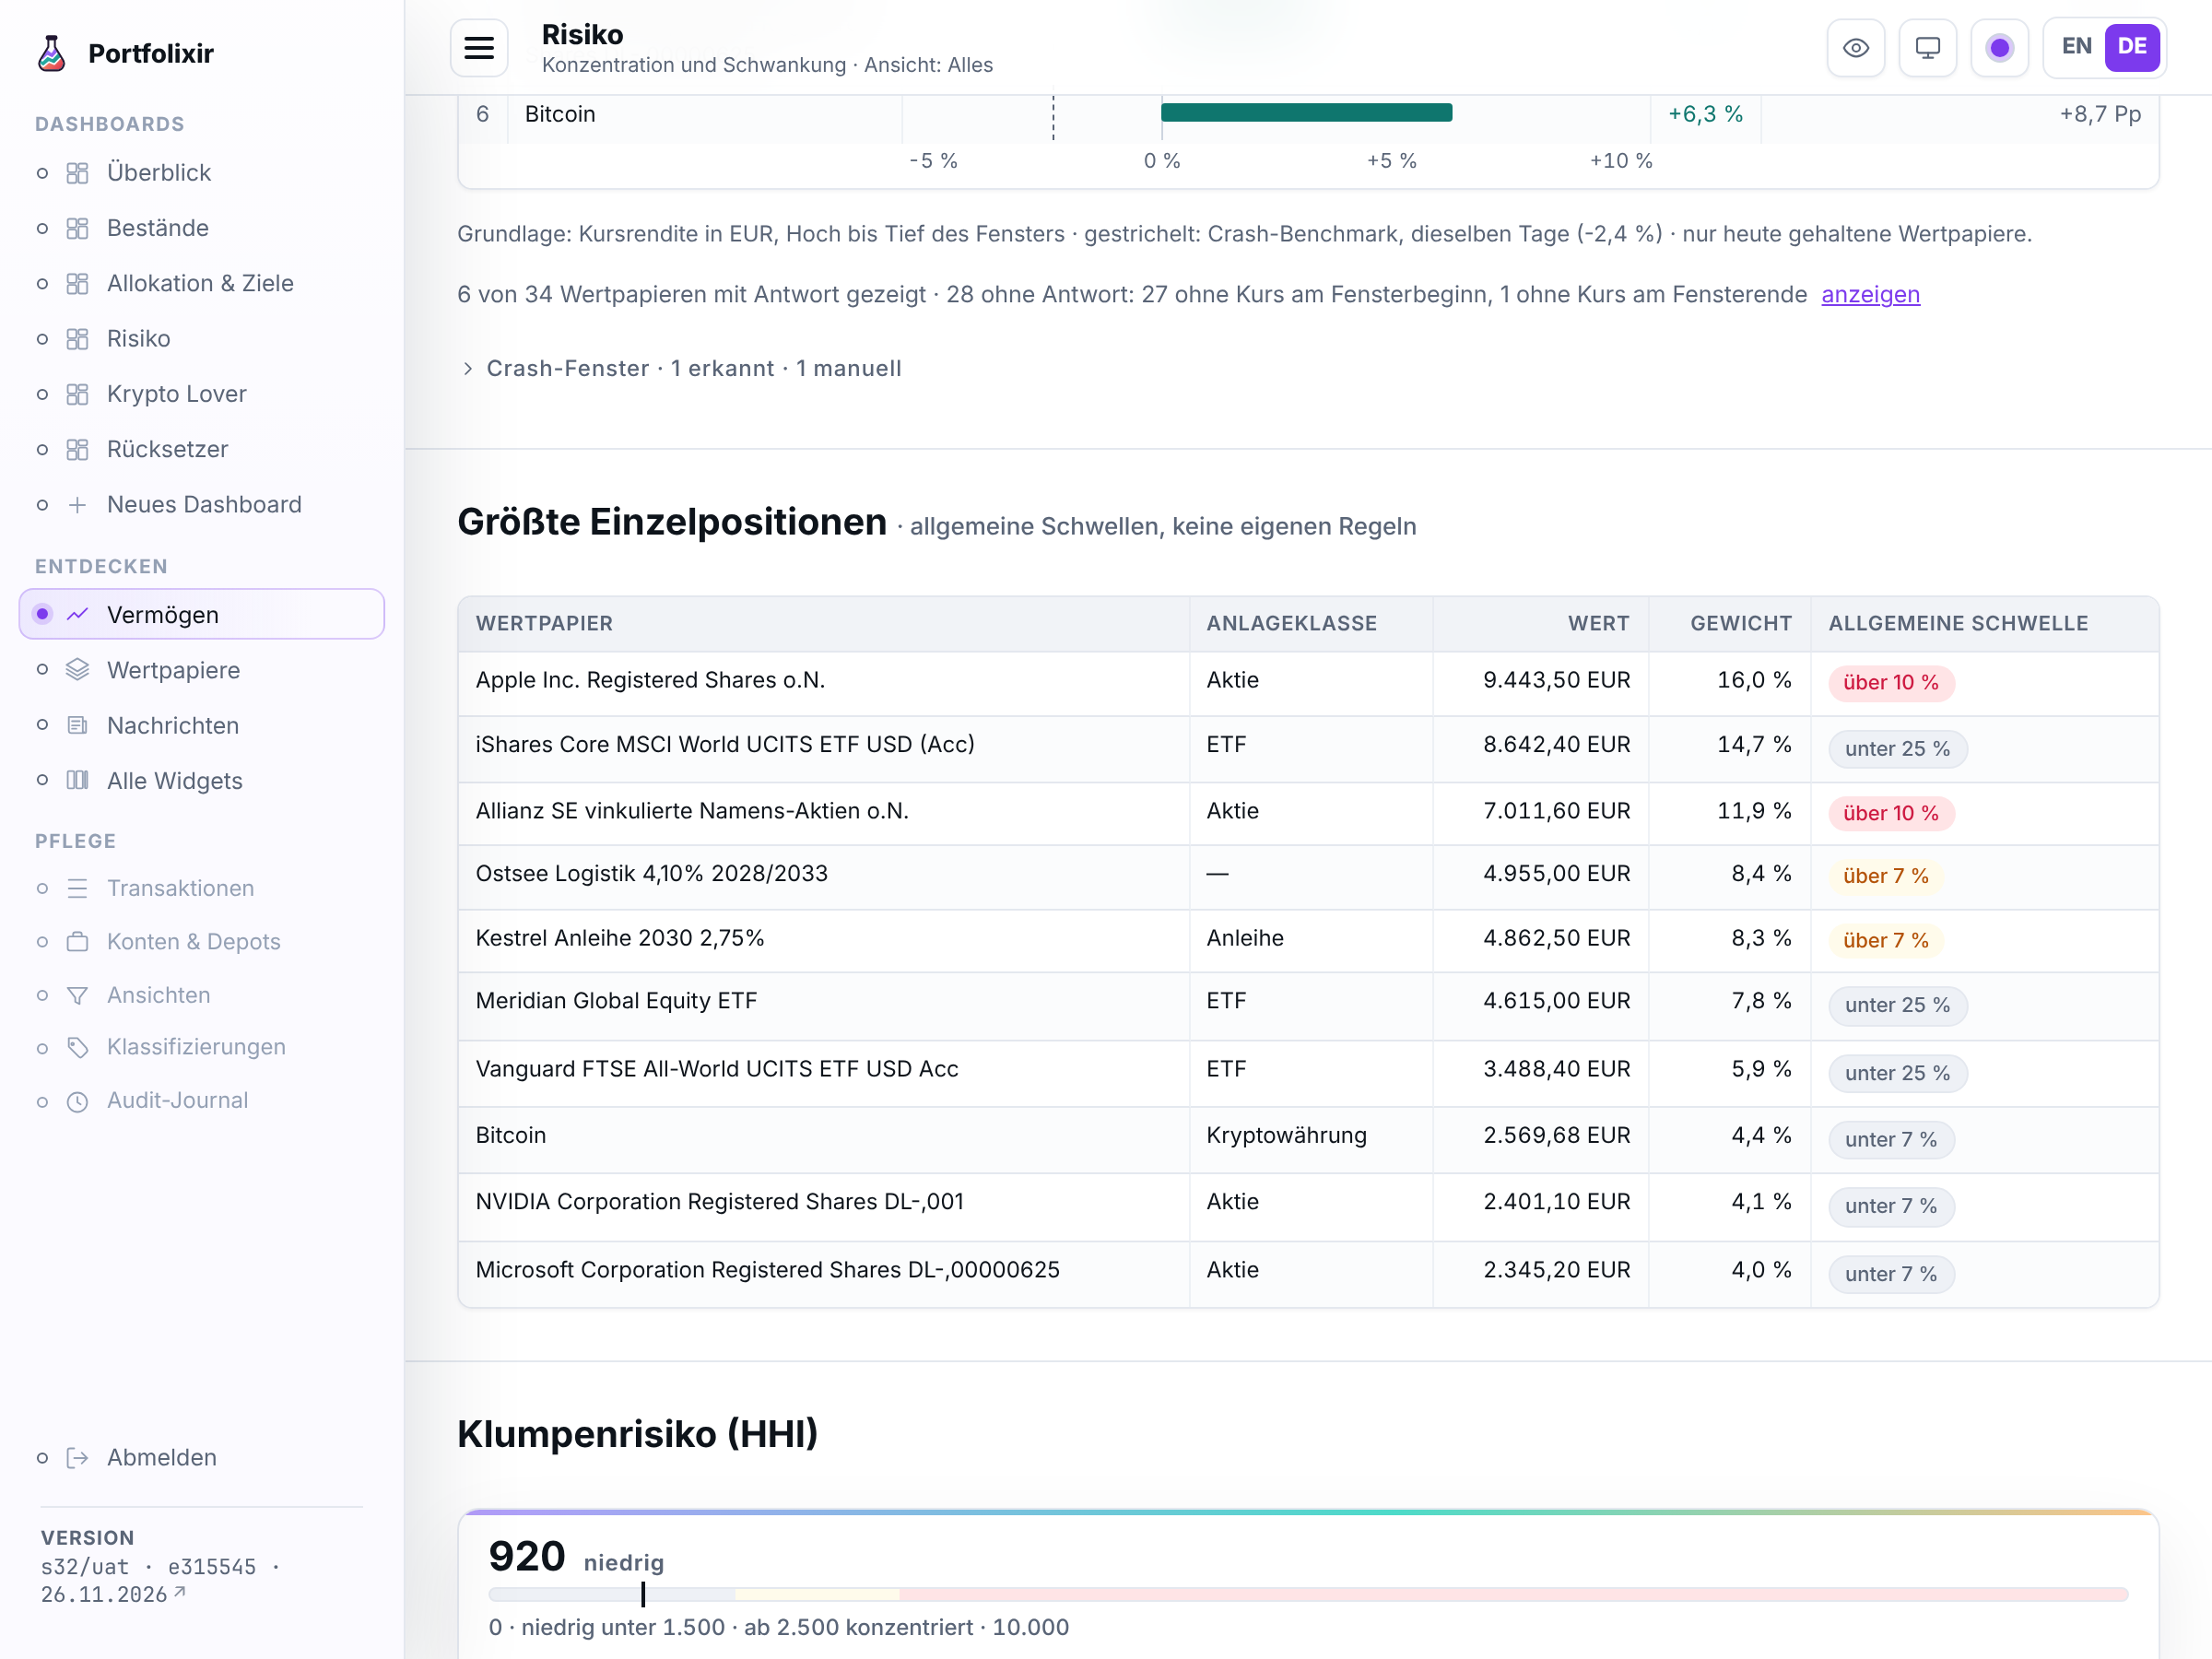 Portfolixir
DASHBOARDS
Überblick
Bestände
Allokation & Ziele
Risiko
Krypto Lover
Rücksetzer
Neues Dashboard
ENTDECKEN
Vermögen
Wertpapiere
Nachrichten
Alle Widgets
PFLEGE
Transaktionen
Konten & Depots
Ansichten
Klassifizierungen
Audit-Journal
Abmelden
VERSION
s32/uat · e315545 ·
26.11.2026
Risiko
Konzentration und Schwankung · Ansicht: Alles
EN DE
6 Bitcoin +6,3 % +8,7 Pp
-5 % 0 % +5 % +10 %
Grundlage: Kursrendite in EUR, Hoch bis Tief des Fensters · gestrichelt: Crash-Benchmark, dieselben Tage (-2,4 %) · nur heute gehaltene Wertpapiere.
6 von 34 Wertpapieren mit Antwort gezeigt · 28 ohne Antwort: 27 ohne Kurs am Fensterbeginn, 1 ohne Kurs am Fensterende anzeigen
Crash-Fenster · 1 erkannt · 1 manuell
Größte Einzelpositionen · allgemeine Schwellen, keine eigenen Regeln
WERTPAPIER ANLAGEKLASSE WERT GEWICHT ALLGEMEINE SCHWELLE
Apple Inc. Registered Shares o.N. Aktie 9.443,50 EUR 16,0 % über 10 %
iShares Core MSCI World UCITS ETF USD (Acc) ETF 8.642,40 EUR 14,7 % unter 25 %
Allianz SE vinkulierte Namens-Aktien o.N. Aktie 7.011,60 EUR 11,9 % über 10 %
Ostsee Logistik 4,10% 2028/2033 — 4.955,00 EUR 8,4 % über 7 %
Kestrel Anleihe 2030 2,75% Anleihe 4.862,50 EUR 8,3 % über 7 %
Meridian Global Equity ETF ETF 4.615,00 EUR 7,8 % unter 25 %
Vanguard FTSE All-World UCITS ETF USD Acc ETF 3.488,40 EUR 5,9 % unter 25 %
Bitcoin Kryptowährung 2.569,68 EUR 4,4 % unter 7 %
NVIDIA Corporation Registered Shares DL-,001 Aktie 2.401,10 EUR 4,1 % unter 7 %
Microsoft Corporation Registered Shares DL-,00000625 Aktie 2.345,20 EUR 4,0 % unter 7 %
Klumpenrisiko (HHI)
920 niedrig
0 · niedrig unter 1.500 · ab 2.500 konzentriert · 10.000